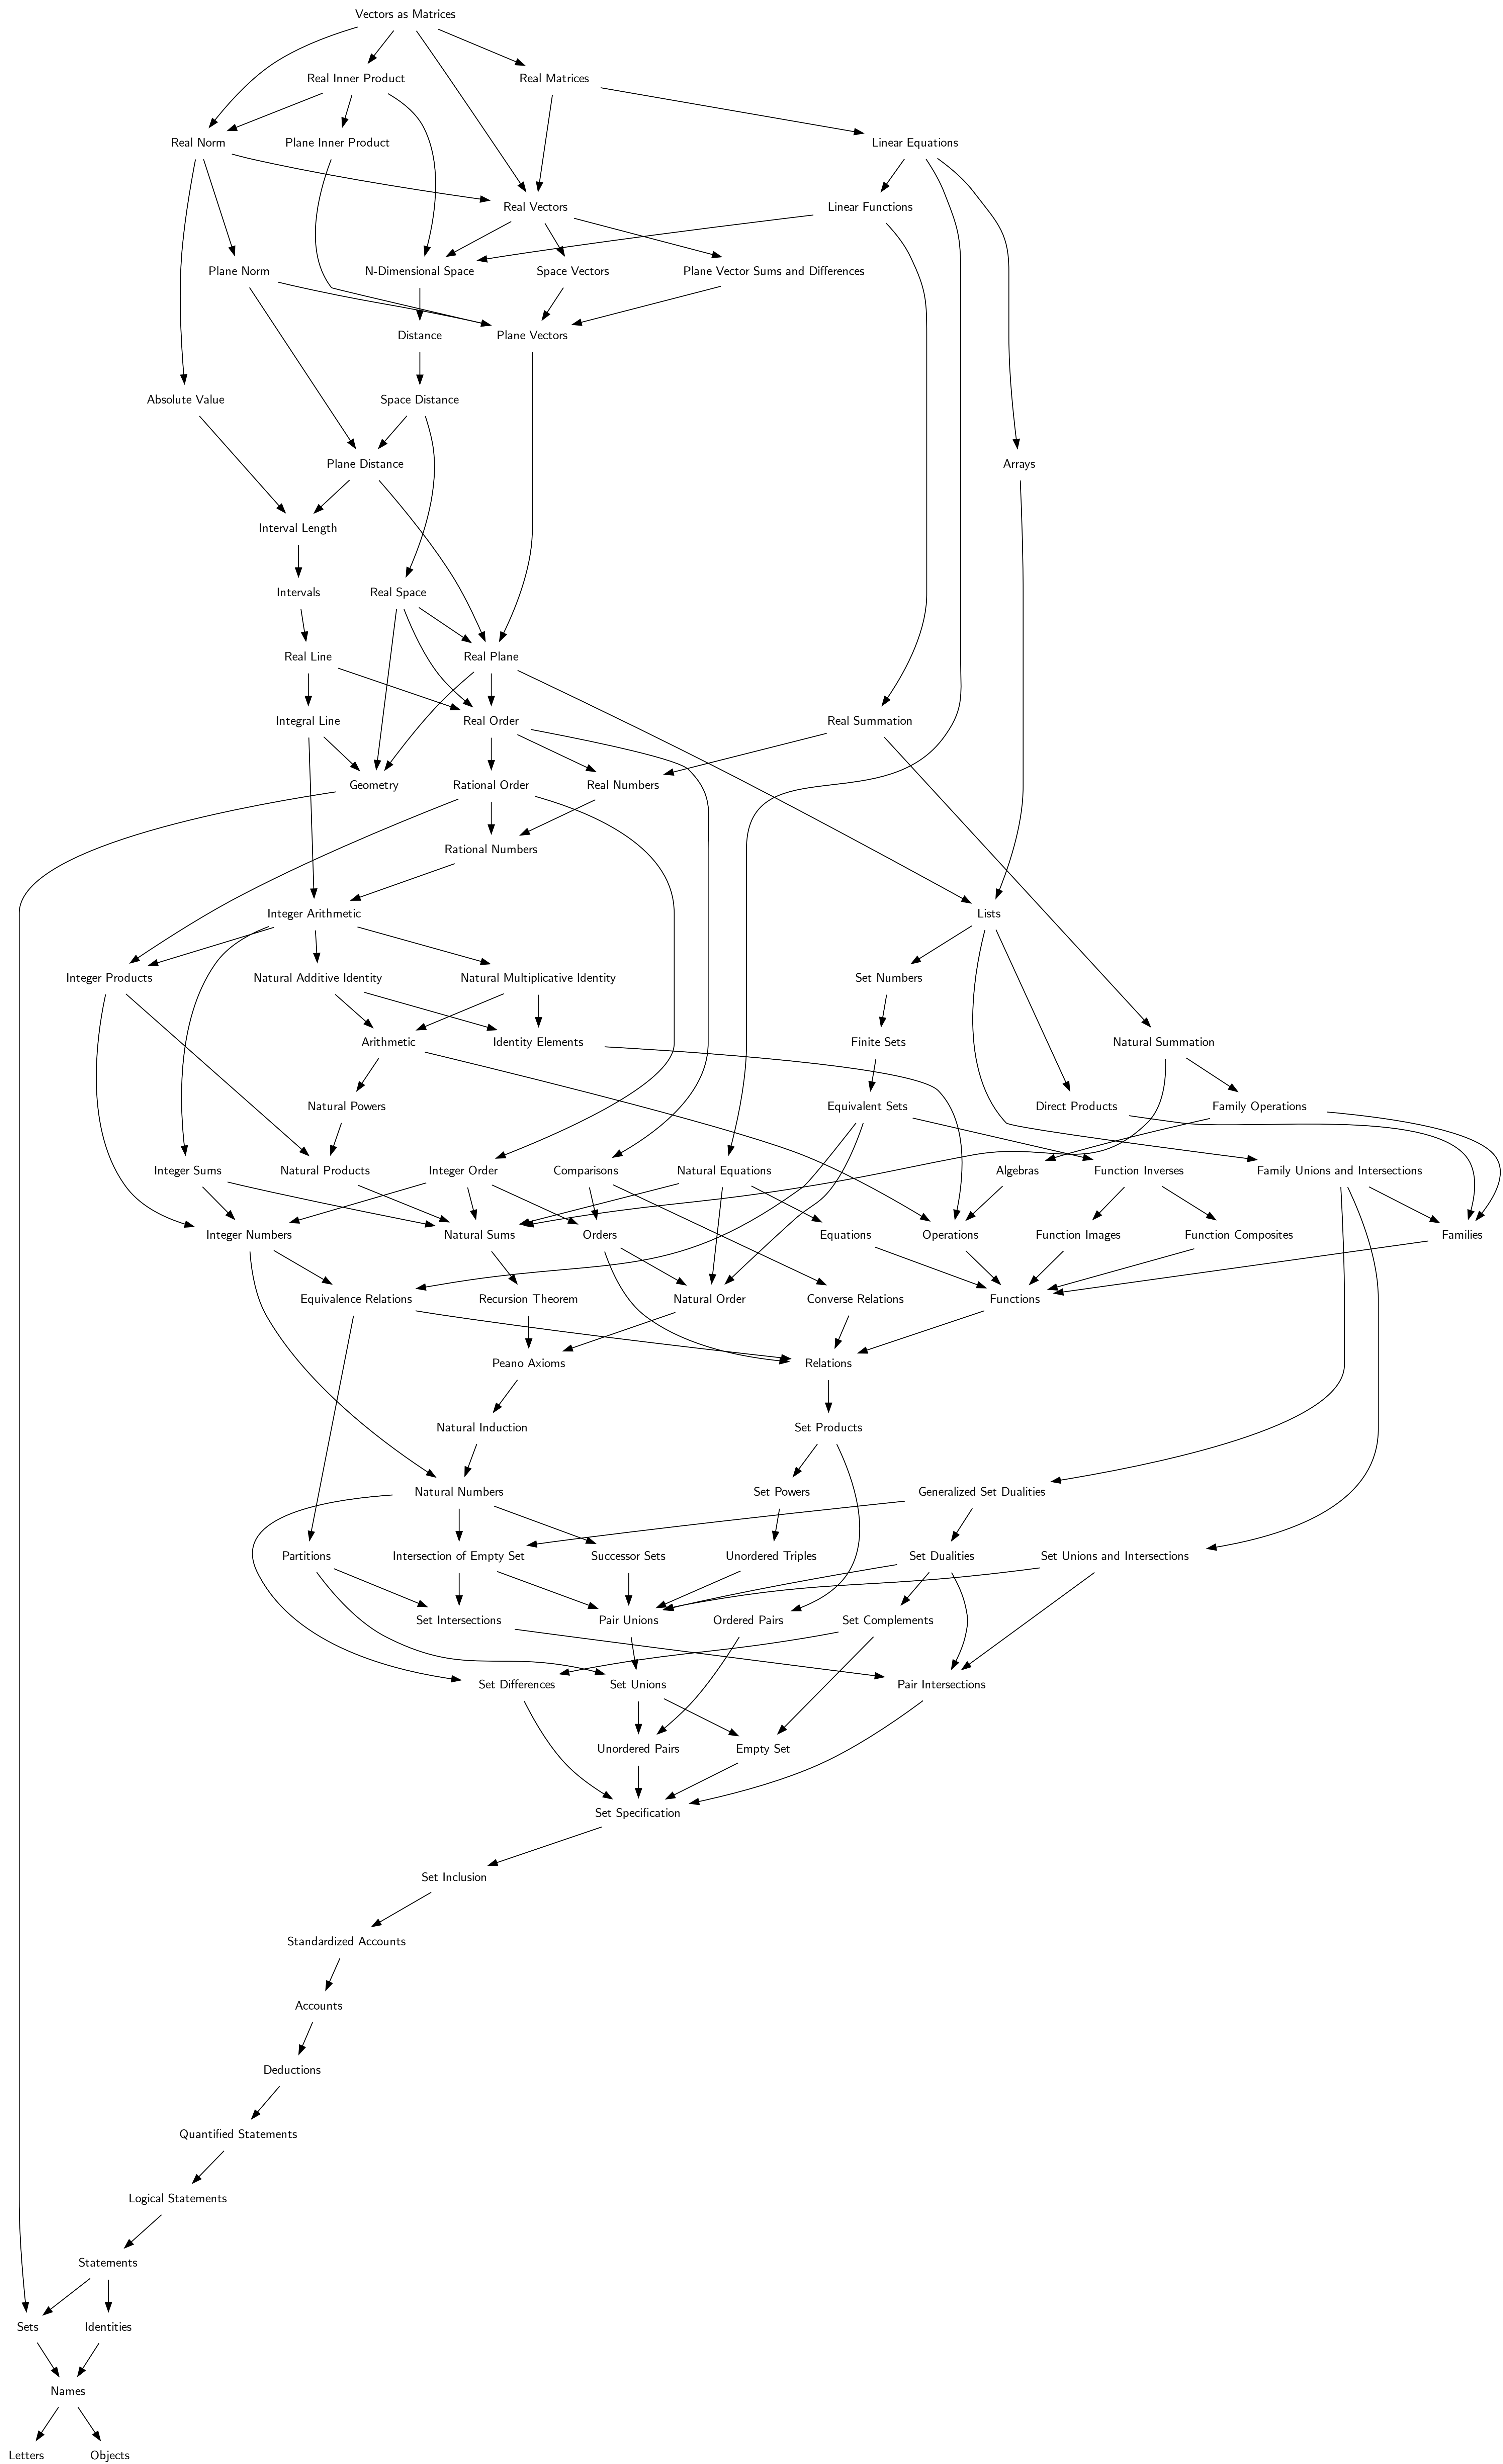 Vectors as Matrices
Real Inner Product
Real Matrices
Real Norm
Plane Inner Product
Linear Equations
Real Vectors
Linear Functions
Plane Norm
N-Dimensional Space
Space Vectors
Plane Vector Sums and Differences
Distance
Plane Vectors
Absolute Value
Space Distance
Plane Distance
Arrays
Interval Length
Intervals
Real Space
Real Line
Real Plane
Integral Line
Real Order
Real Summation
Geometry
Rational Order
Real Numbers
Rational Numbers
Integer Arithmetic
Lists
Integer Products
Natural Additive Identity
Natural Multiplicative Identity
Set Numbers
Arithmetic
Identity Elements
Finite Sets
Natural Summation
Natural Powers
Equivalent Sets
Direct Products
Family Operations
Integer Sums
Natural Products
Integer Order
Comparisons
Natural Equations
Algebras
Function Inverses
Family Unions and Intersections
Integer Numbers
Natural Sums
Orders
Equations
Operations
Function Images
Function Composites
Families
Equivalence Relations
Recursion Theorem
Natural Order
Converse Relations
Functions
Peano Axioms
Relations
Natural Induction
Set Products
Natural Numbers
Set Powers
Generalized Set Dualities
Partitions
Intersection of Empty Set
Successor Sets
Unordered Triples
Set Dualities
Set Unions and Intersections
Set Intersections
Pair Unions
Ordered Pairs
Set Complements
Set Differences
Set Unions
Pair Intersections
Unordered Pairs
Empty Set
Set Specification
Set Inclusion
Standardized Accounts
Accounts
Deductions
Quantified Statements
Logical Statements
Statements
Sets
Identities
Names
Letters
Objects